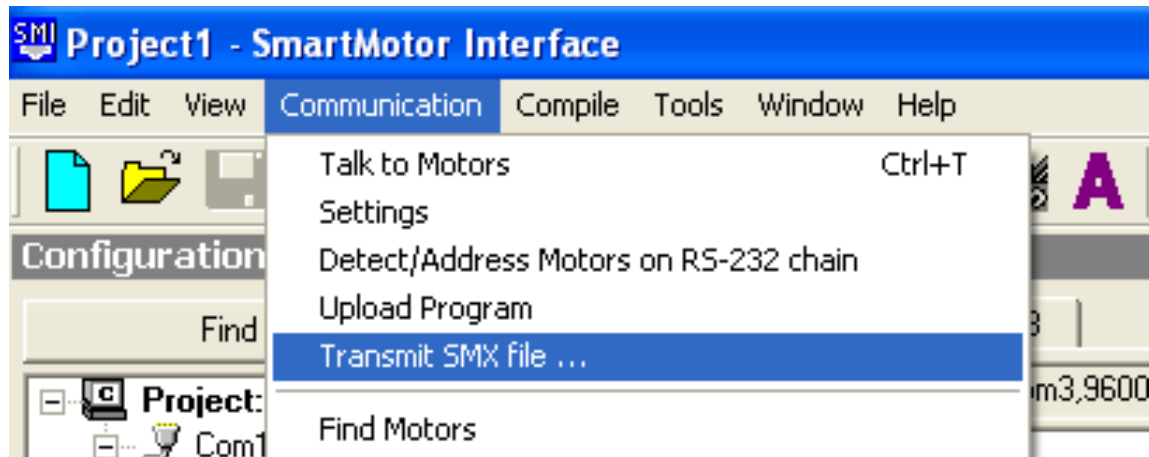 SMI Project1 - SmartMotor Interface
File Edit View Communication Compile Tools Window Help
Talk to Motors Ctrl+T
A
Settings
Configuration
Detect/Address Motors on RS-232 chain
Upload Program
Find
Transmit SMX file ...
C Project:
m3,9600
Com1
Find Motors